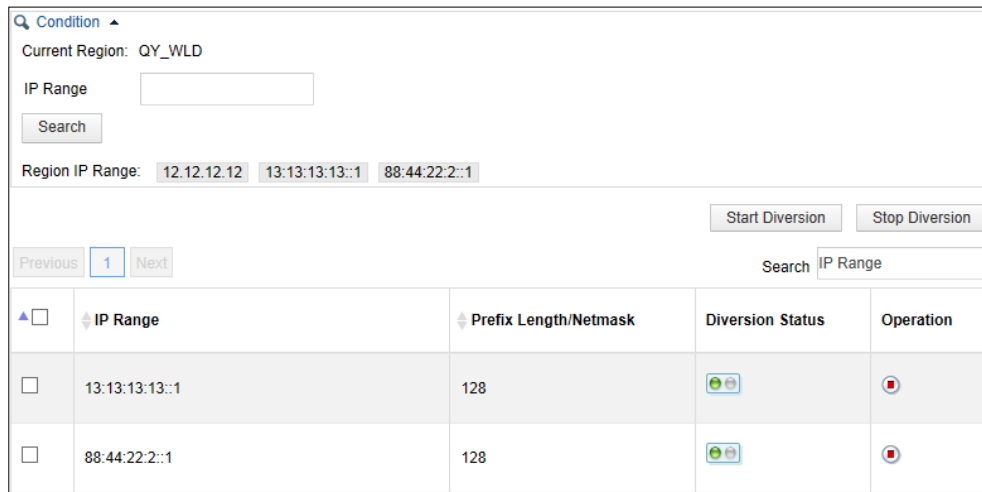 Condition
Current Region: QY_WLD
IP Range
Search
Region IP Range: 12.12.12.12 13:13:13:13::1 88:44:22:2::1
Start Diversion Stop Diversion
Previous 1 Next Search IP Range
IP Range Prefix Length/Netmask Diversion Status Operation
13:13:13:13::1 128
88:44:22:2::1 128